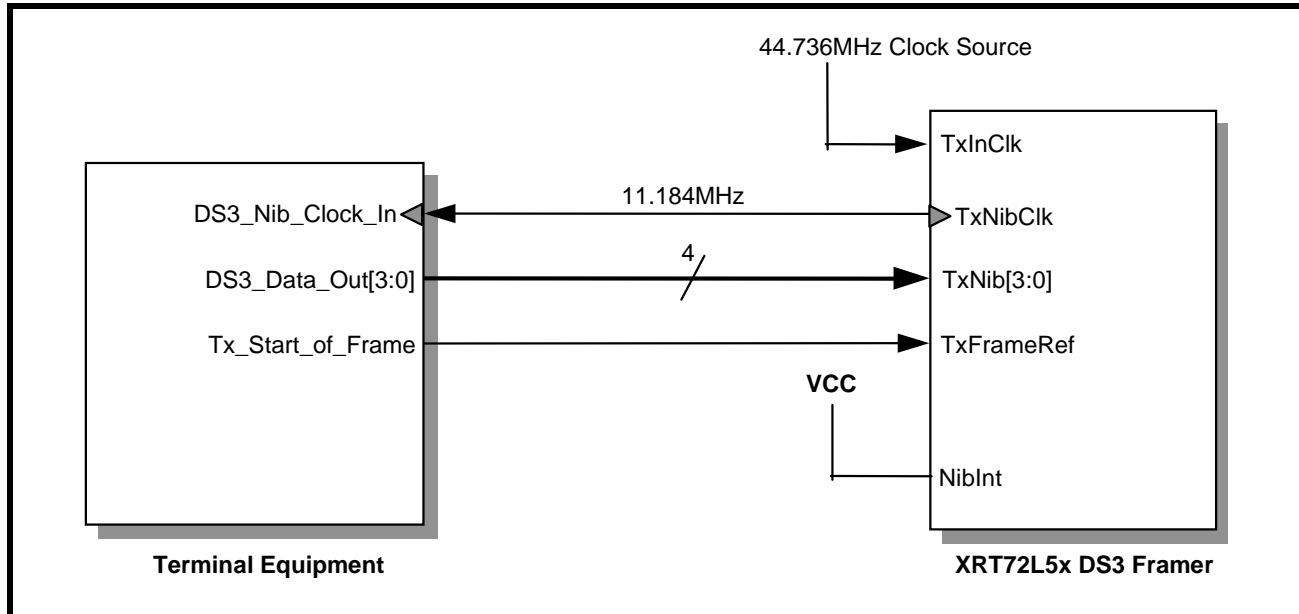 44.736MHz Clock Source
TxInClk
11.184MHz
DS3_Nib_Clock_In
TxNibClk
4
DS3_Data_Out[3:0]
TxNib[3:0]
Tx_Start_of_Frame
TxFrameRef
VCC
NibInt
Terminal Equipment
XRT72L5x DS3 Framer